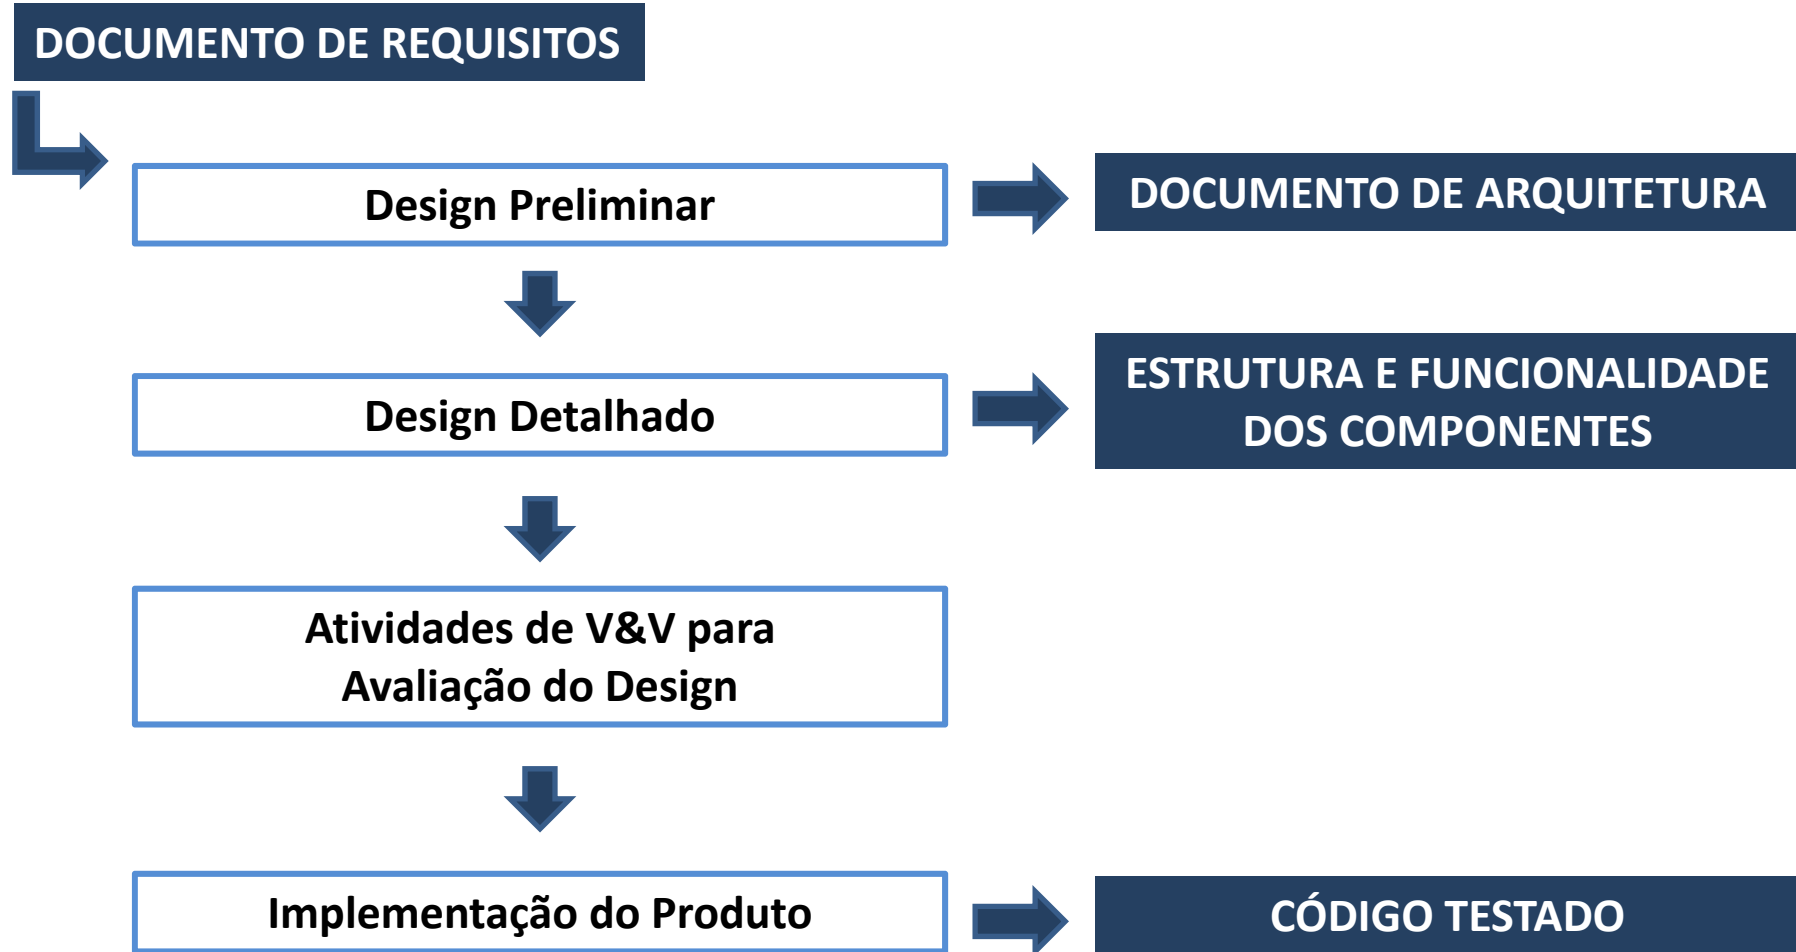 DOCUMENTO DE REQUISITOS
Design Preliminar
DOCUMENTO DE ARQUITETURA
Design Detalhado
ESTRUTURA E FUNCIONALIDADE
DOS COMPONENTES
Atividades de V&V para
Avaliação do Design
Implementação do Produto
CÓDIGO TESTADO